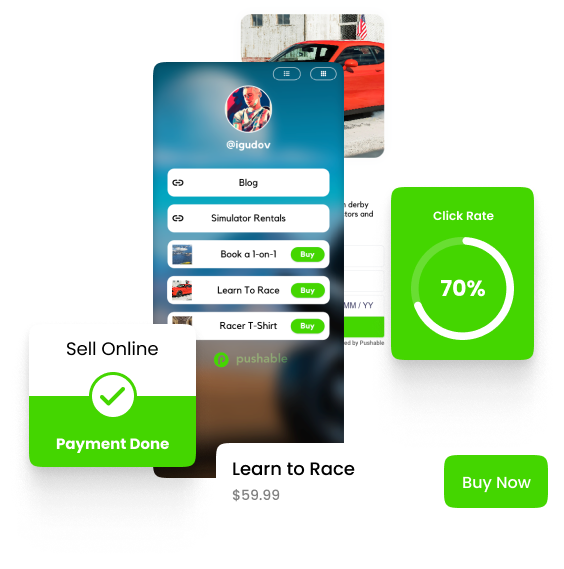 @igudov
Blog
Simulator Rentals
Book a 1-on-1
Buy
Learn To Race
Buy
Racer T-Shirt
Buy
pushable
derby
tors and
MM / YY
ed by Pushable
Click Rate
70%
Sell Online
Payment Done
Learn to Race
$59.99
Buy Now